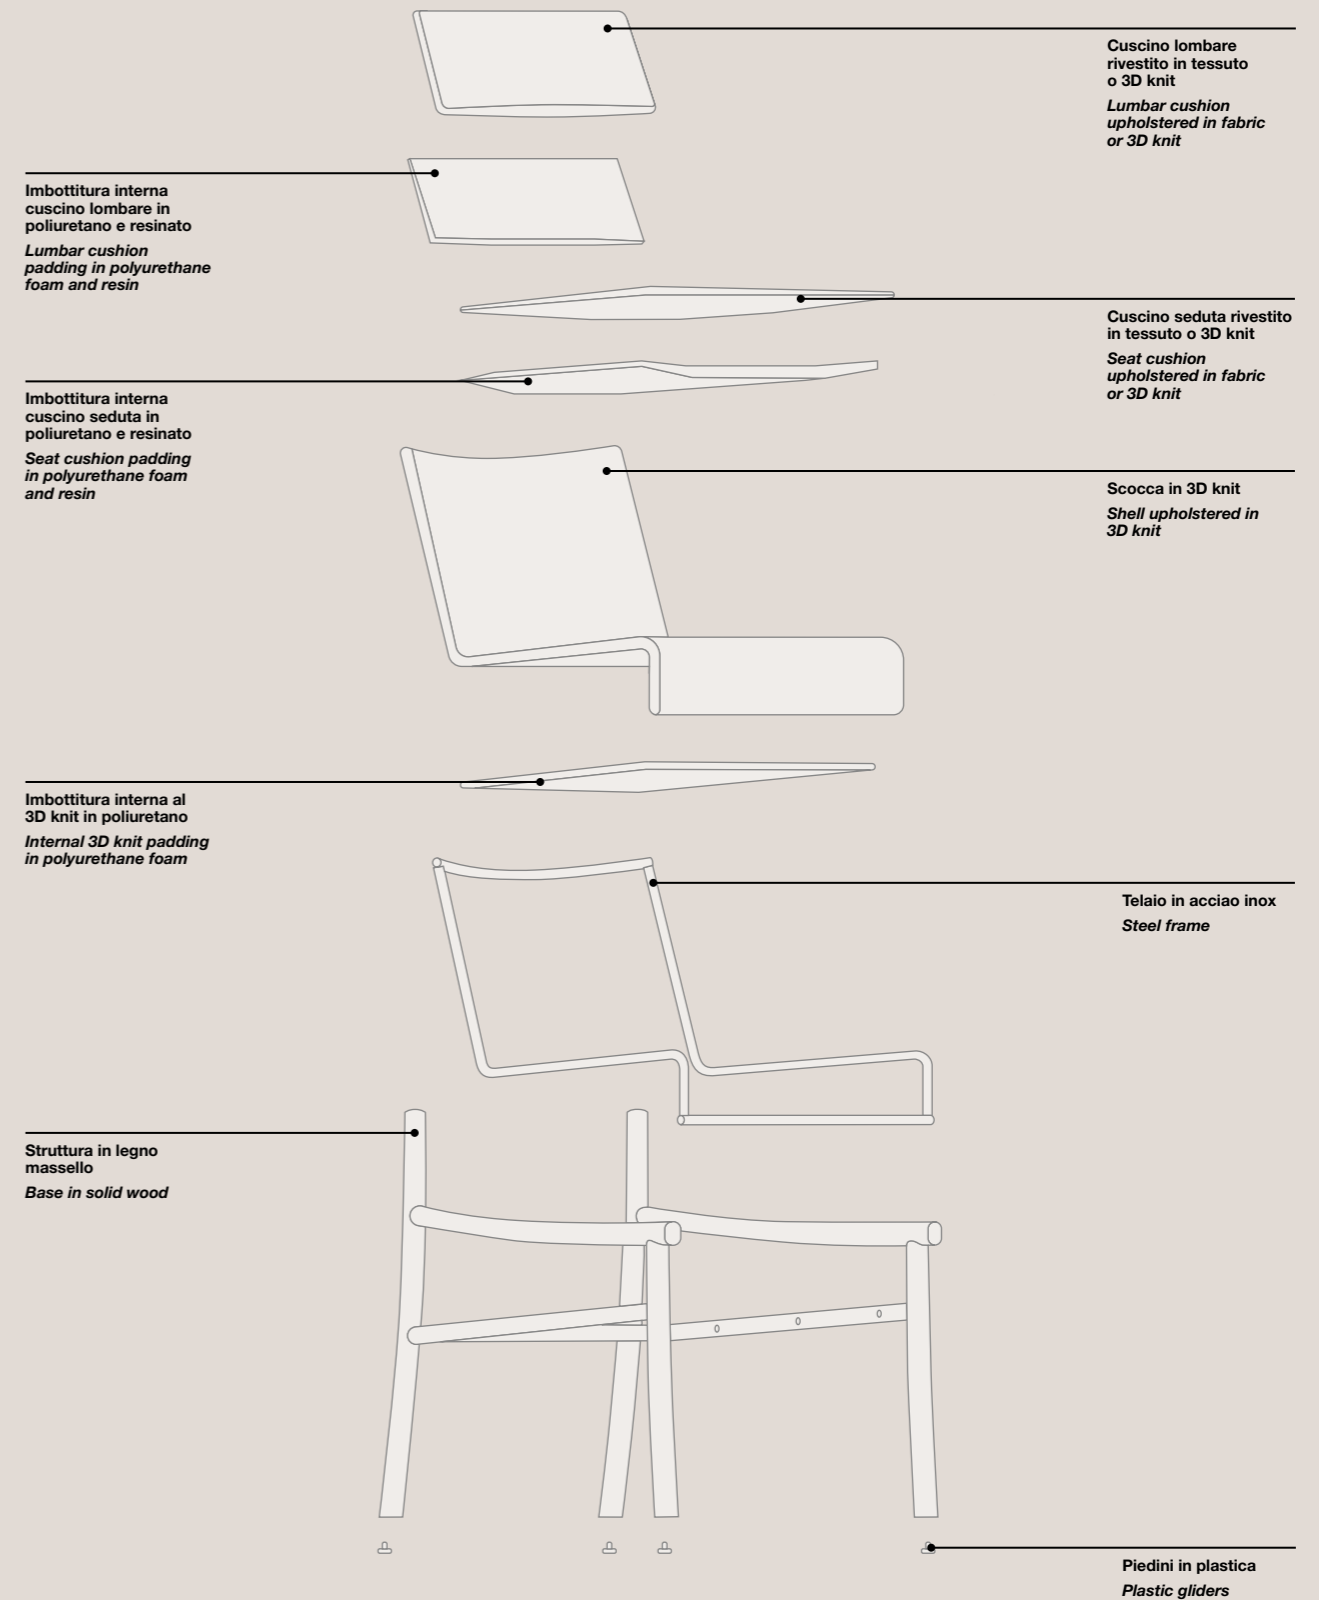 Cuscino lombare
rivestito in tessuto
o 3D knit
Lumbar cushion
upholstered in fabric
or 3D knit
Imbottitura interna
cuscino lombare in
poliuretano e resinato
Lumbar cushion
padding in polyurethane
foam and resin
Cuscino seduta rivestito
in tessuto o 3D knit
Seat cushion
upholstered in fabric
or 3D knit
Imbottitura interna
cuscino seduta in
poliuretano e resinato
Seat cushion padding
in polyurethane foam
and resin
Scocca in 3D knit
Shell upholstered in
3D knit
Imbottitura interna al
3D knit in poliuretano
Internal 3D knit padding
in polyurethane foam
Telaio in acciao inox
Steel frame
Struttura in legno
massello
Base in solid wood
Piedini in plastica
Plastic gliders